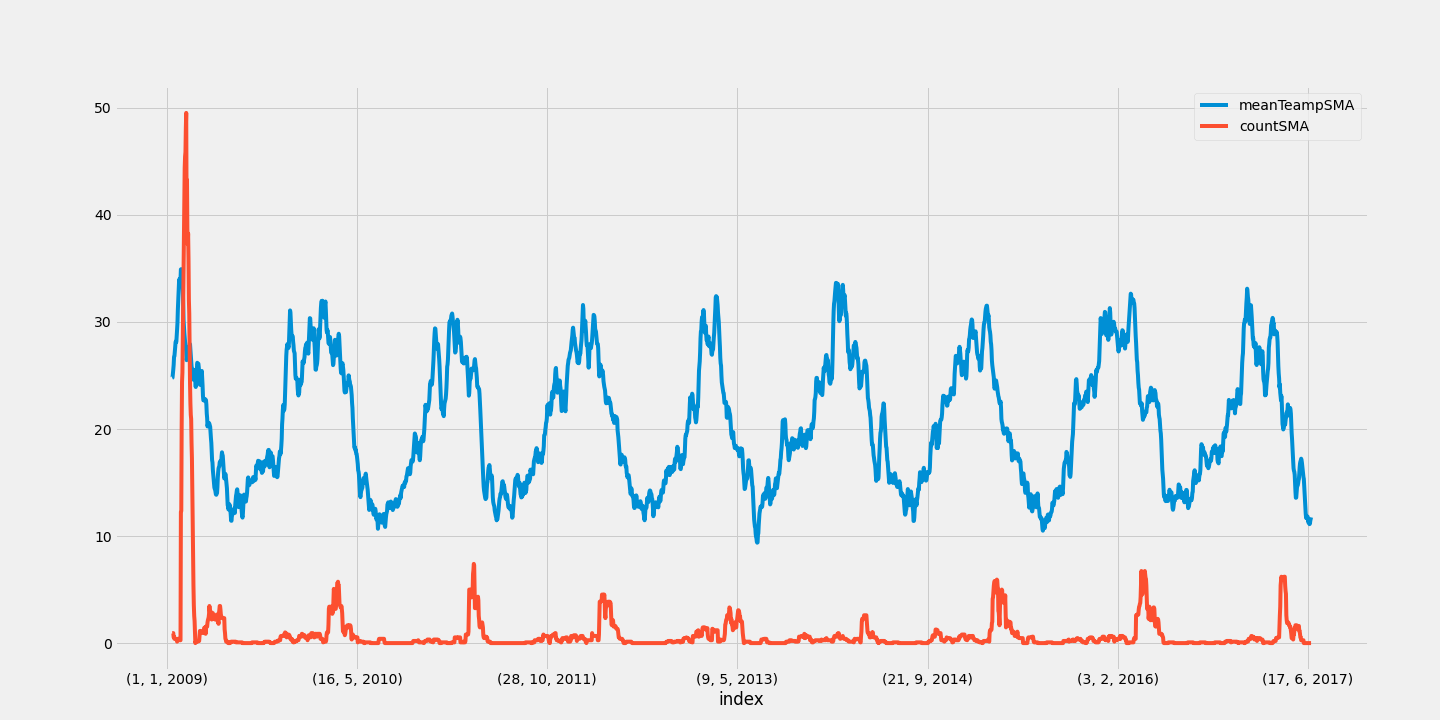 50
40
30
20
10
0
meanTeampSMA
countSMA
(1, 1, 2009) (16, 5, 2010) (28, 10, 2011) (9, 5, 2013) (21, 9, 2014) (3, 2, 2016) (17, 6, 2017)
index